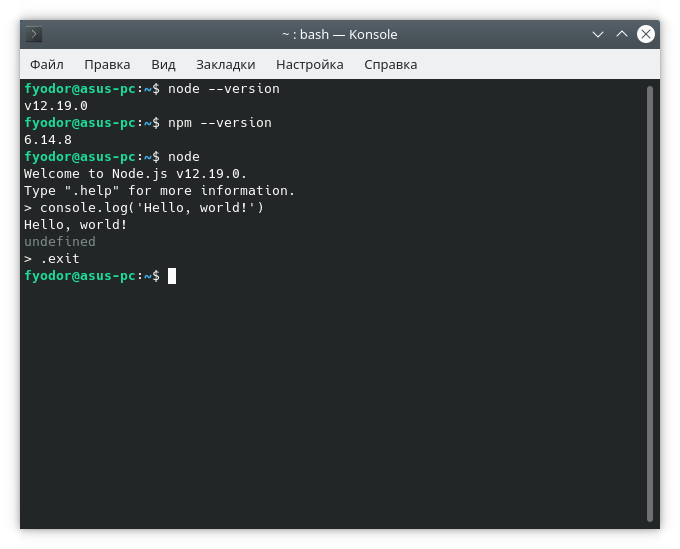 ~ : bash — Konsole
Файл Правка Вид Закладки Настройка Справка
fyodor@asus-pc:~$ node --version
v12.19.0
fyodor@asus-pc:~$ npm --version
6.14.8
fyodor@asus-pc:~$ node
Welcome to Node.js v12.19.0.
Type ".help" for more information.
> console.log('Hello, world!')
Hello, world!
undefined
> .exit
fyodor@asus-pc:~$